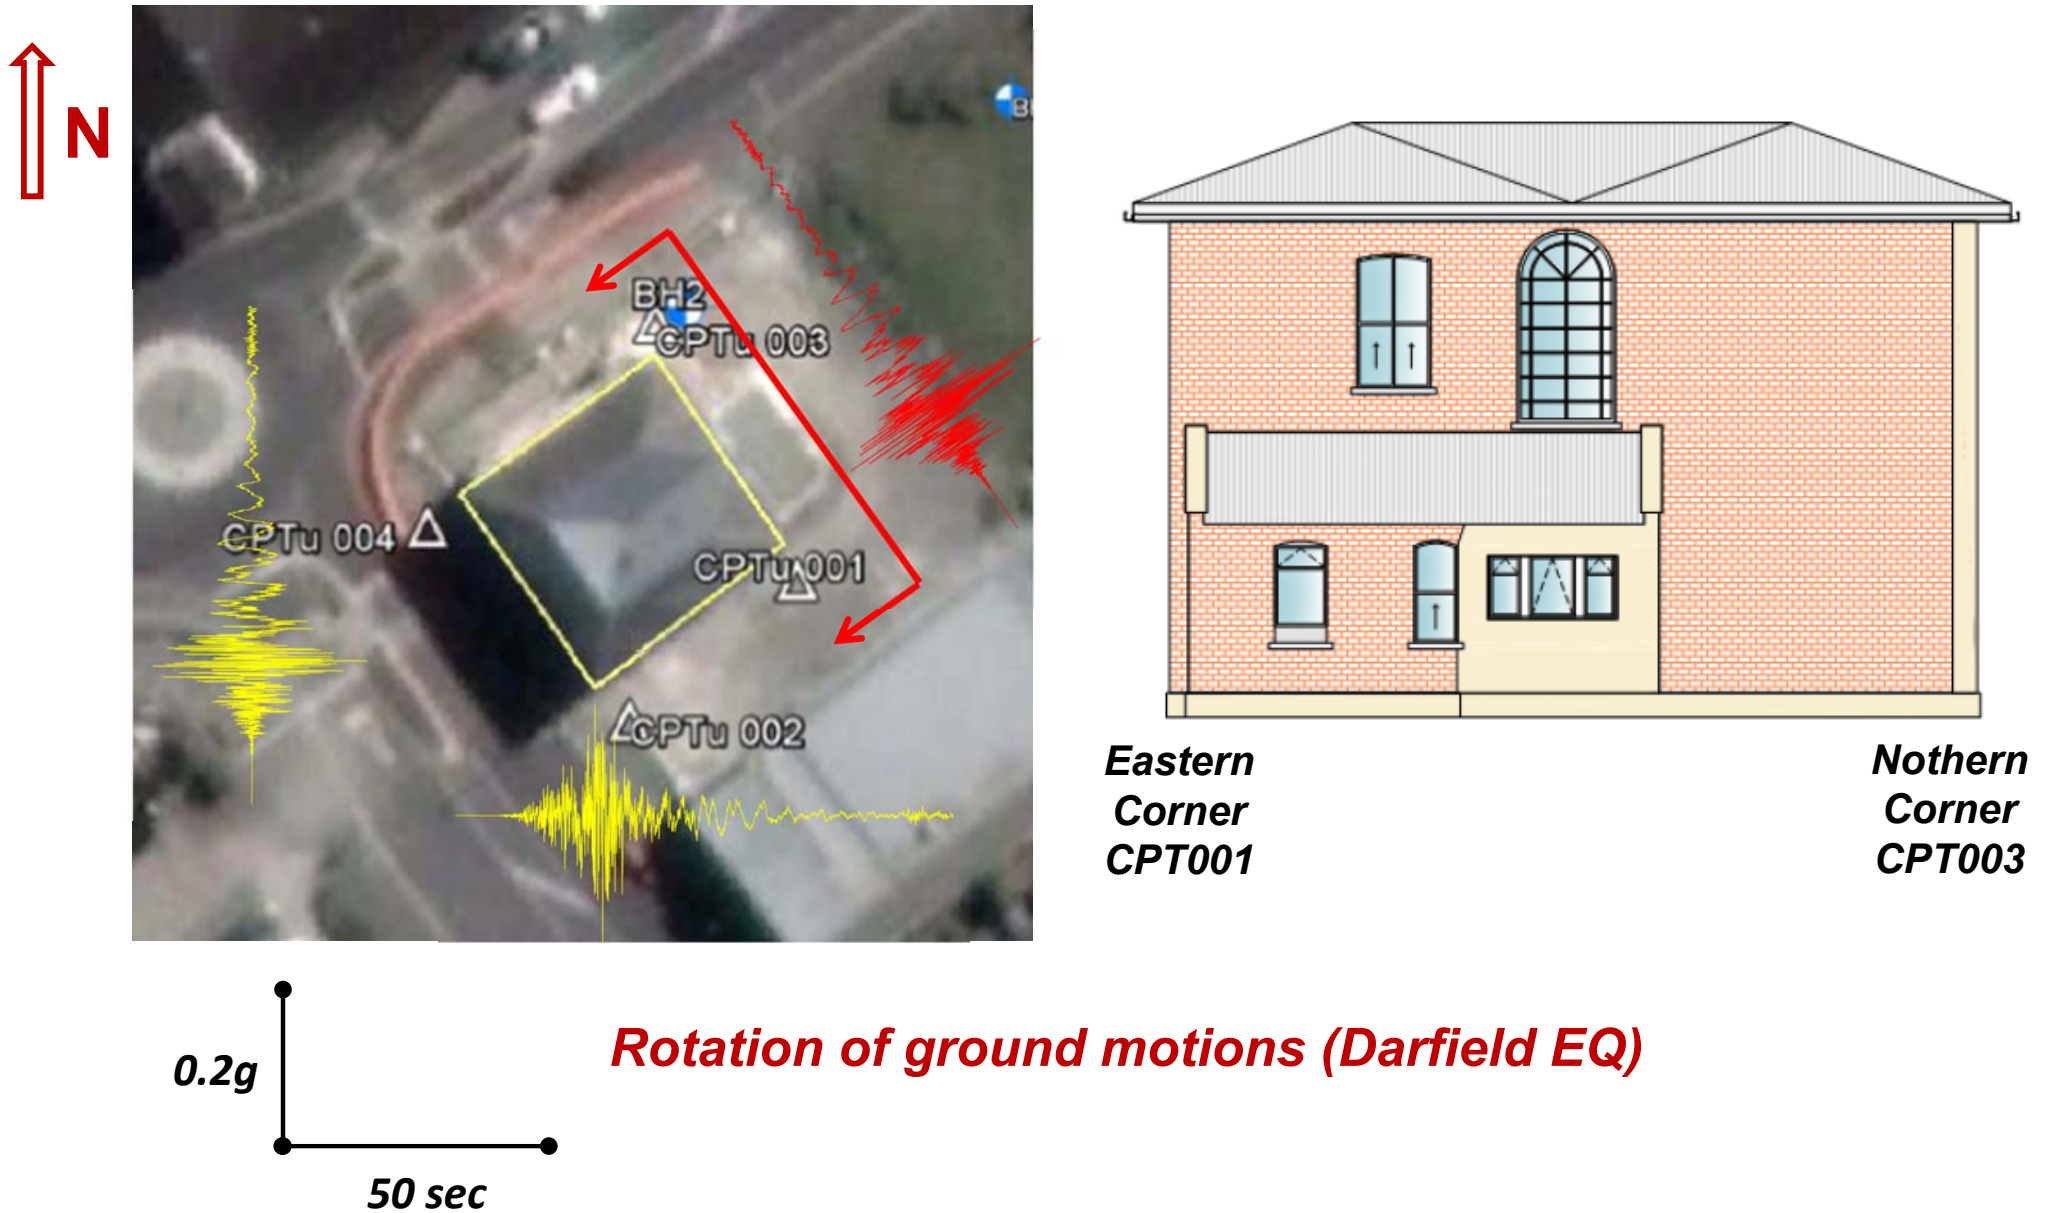 N
B
BH2
CPTu 003
CPTu 004
CPTu 001
CPTu 002
Eastern
Corner
CPT001
Nothern
Corner
CPT003
0.2g
50 sec
Rotation of ground motions (Darfield EQ)